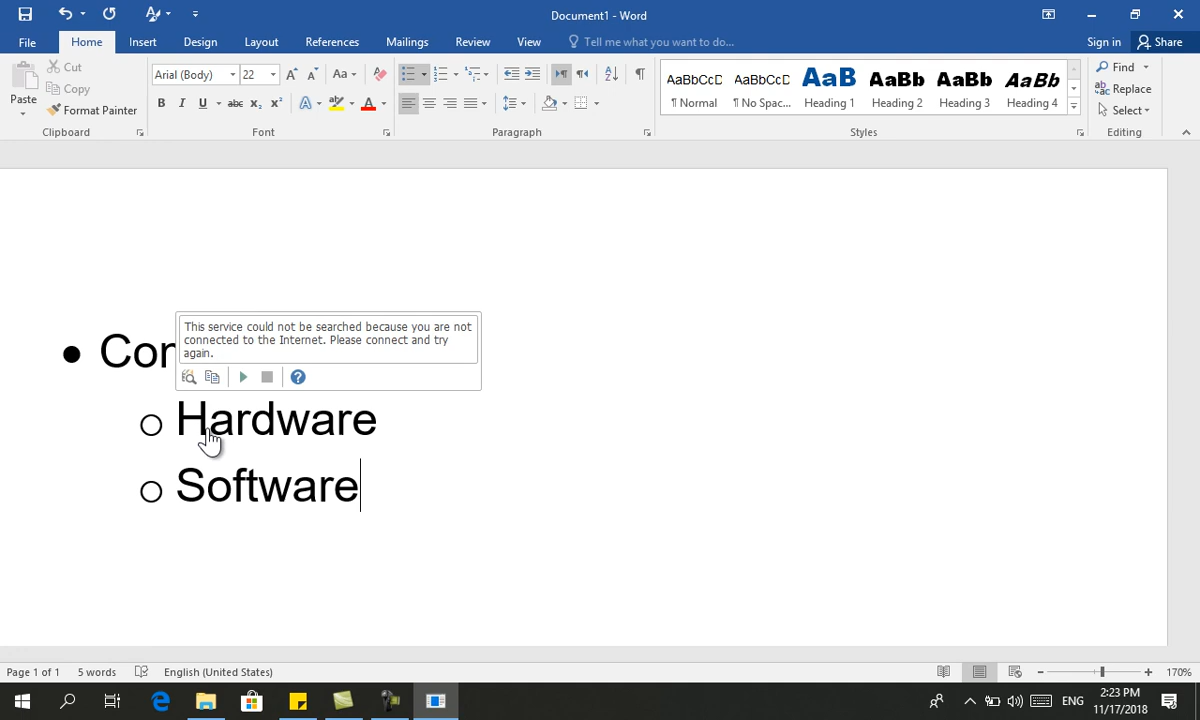 Document1 - Word
File Home Insert Design Layout References Mailings Review View Tell me what you want to do... Sign in Share
Cut
Copy
Format Painter
Paste
Clipboard
Arial (Body) 22 Aa
B I U abc x₂ x² A A
Font
Paragraph
AaBbCcD AaBbCcD AaB AaBb AaBb AaBb
¶ Normal ¶ No Spac... Heading 1 Heading 2 Heading 3 Heading 4
Styles
Find
Replace
Select
Editing
This service could not be searched because you are not
connected to the Internet. Please connect and try
again.
Hardware
Software
Page 1 of 1 5 words English (United States) 170%
ENG 2:23 PM
11/17/2018